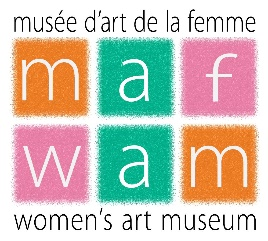 musée d'art de la femme
m a f
w a m
women's art museum